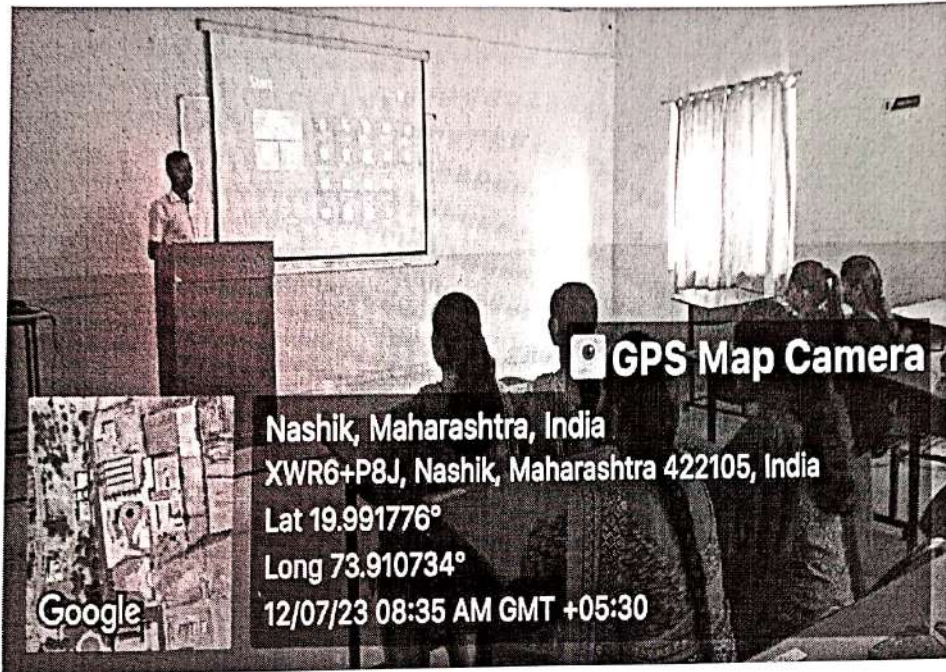 Start
GPS Map Camera
Nashik, Maharashtra, India
XWR6+P8J, Nashik, Maharashtra 422105, India
Lat 19.991776°
Long 73.910734°
12/07/23 08:35 AM GMT +05:30
Google